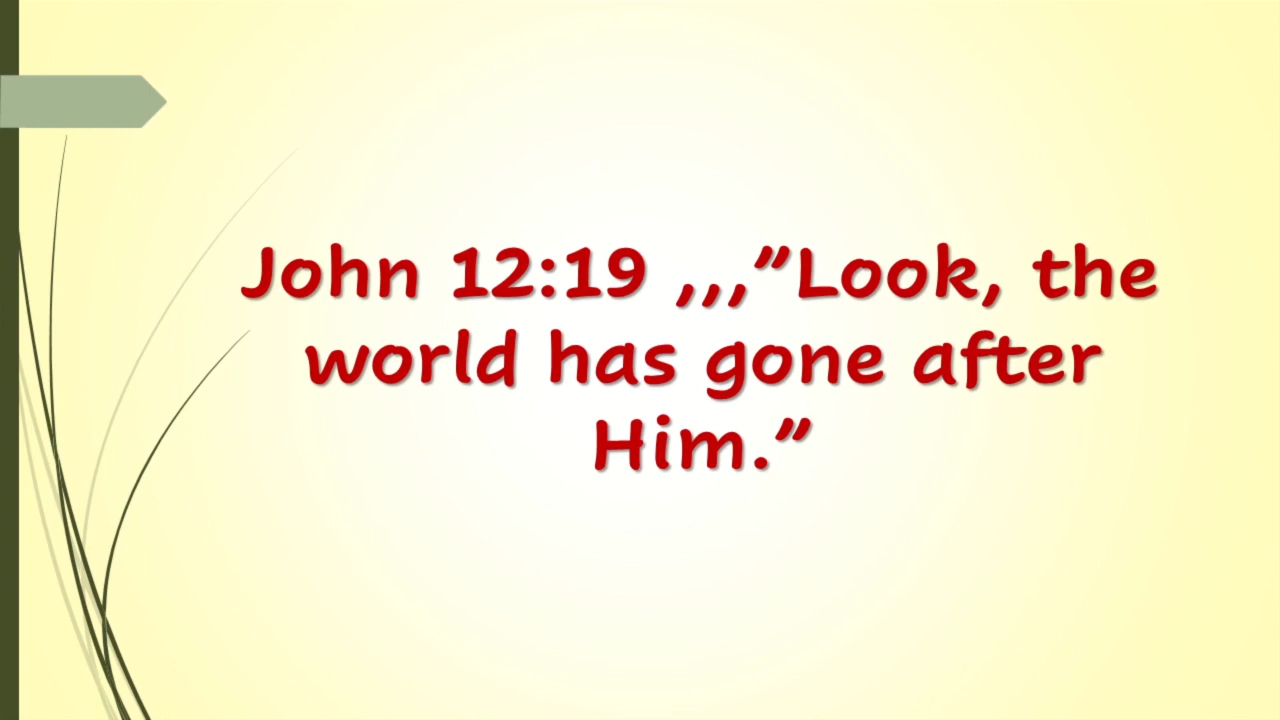 John 12:19 ,,,”Look, the
world has gone after
Him.”